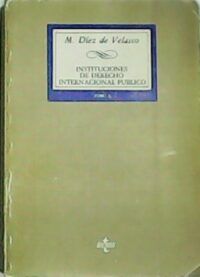 M. Díez de Velasco
INSTITUCIONES
DE DERECHO
INTERNACIONAL PUBLICO
TOMO I